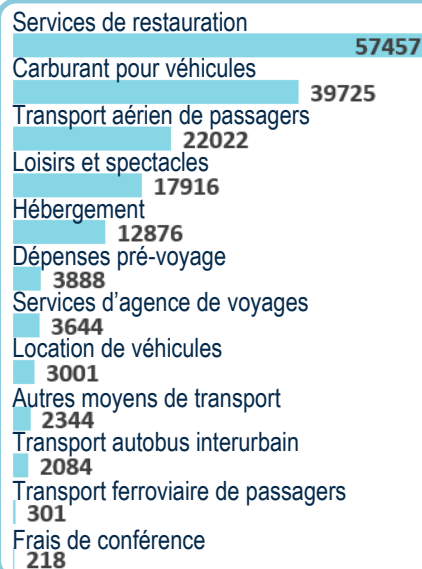 Services de restauration
57457
Carburant pour véhicules
39725
Transport aérien de passagers
22022
Loisirs et spectacles
17916
Hébergement
12876
Dépenses pré-voyage
3888
Services d’agence de voyages
3644
Location de véhicules
3001
Autres moyens de transport
2344
Transport autobus interurbain
2084
Transport ferroviaire de passagers
301
Frais de conférence
218